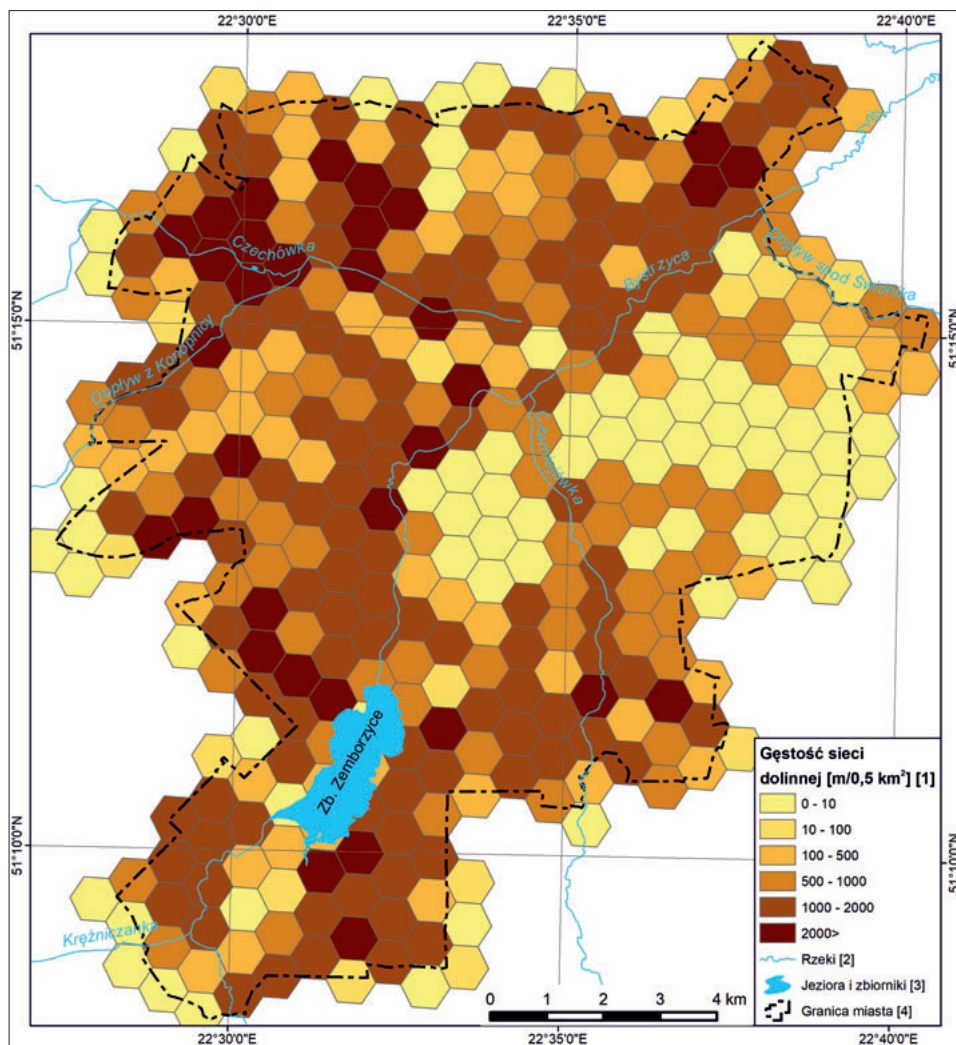 22°30'0"E
22°35'0"E
22°40'0"E
51°15'0"N
51°15'0"N
51°10'0"N
51°10'0"N
Czechówka
Bystrzyca
Dopływ spod Świdnika
Dopływ z Konopnicy
Czerniejówka
Zb. Zemborzyce
Krężniczanka
Gęstość sieci
dolinnej [m/0,5 km²] [1]
0 - 10
10 - 100
100 - 500
500 - 1000
1000 - 2000
2000>
Rzeki [2]
Jeziora i zbiorniki [3]
Granica miasta [4]
0 1 2 3 4 km
22°30'0"E
22°35'0"E
22°40'0"E